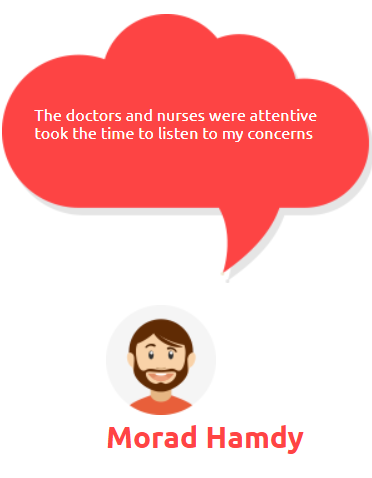 The doctors and nurses were attentive
took the time to listen to my concerns
Morad Hamdy